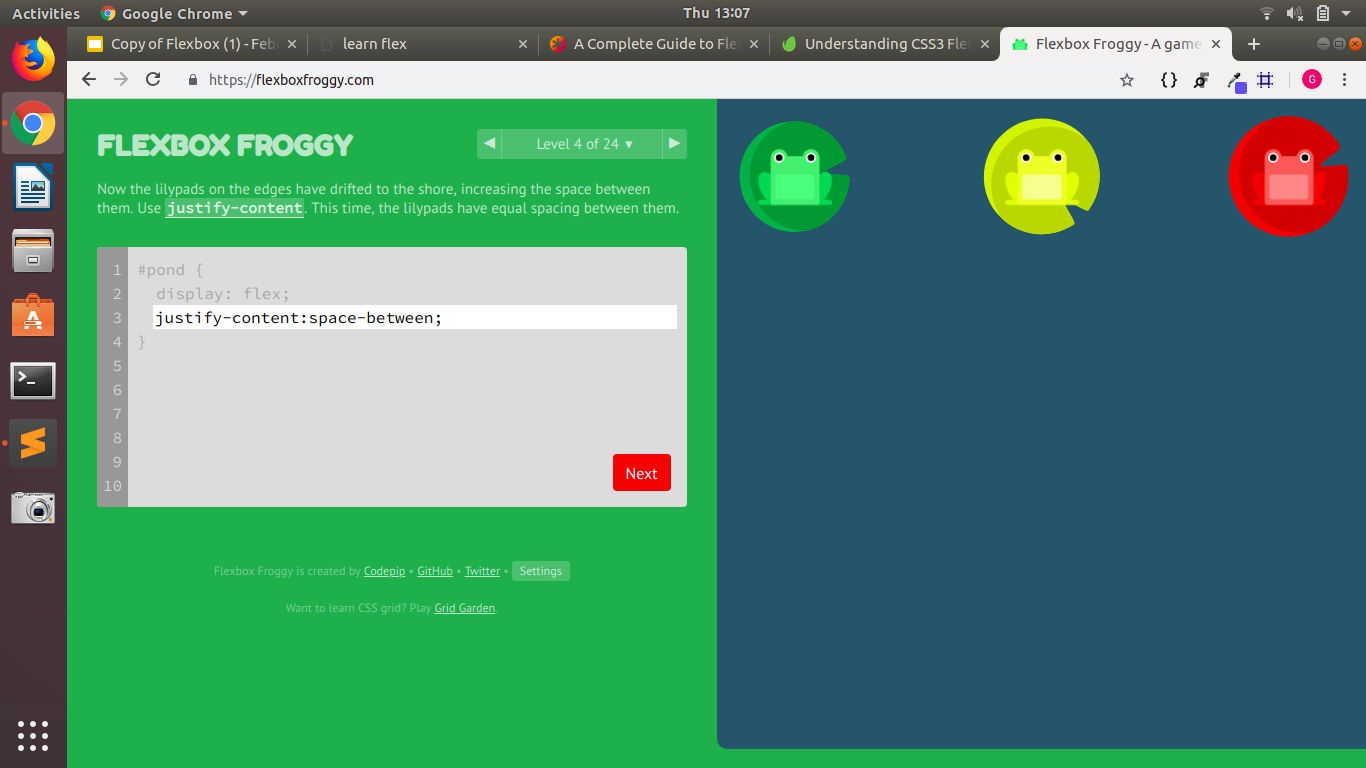 Activities
Google Chrome
Thu 13:07
Copy of Flexbox (1) - Feb
learn flex
A Complete Guide to Fle
Understanding CSS3 Flex
Flexbox Froggy - A game
https://flexboxfroggy.com
G
FLEXBOX FROGGY
Level 4 of 24 ▾
Now the lilypads on the edges have drifted to the shore, increasing the space between
them. Use justify-content. This time, the lilypads have equal spacing between them.
1 #pond {
2 display: flex;
3 justify-content:space-between;
4 }
5
6
7
8
9
10
Next
Flexbox Froggy is created by Codepip • GitHub • Twitter • Settings
Want to learn CSS grid? Play Grid Garden.